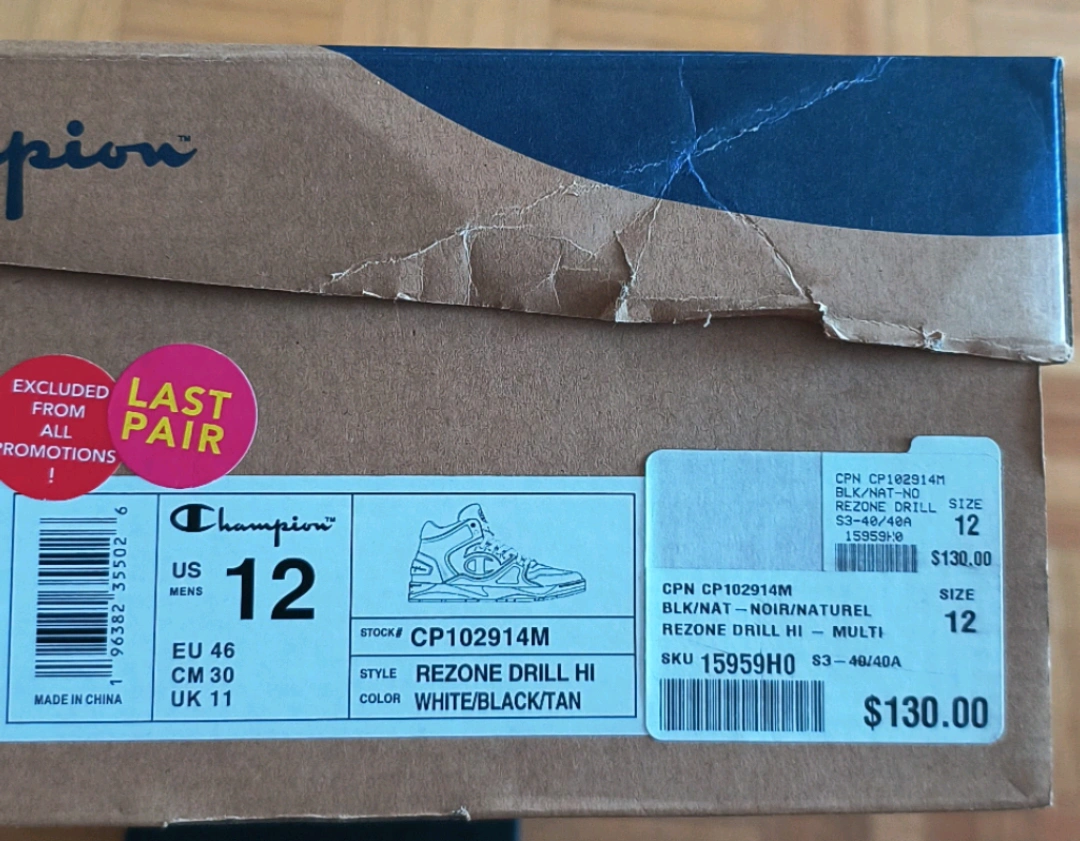 pion™
EXCLUDED
FROM
ALL
PROMOTIONS
!
LAST
PAIR
1 96382 35502 6
MADE IN CHINA
Champion™
US
MENS
12
EU 46
CM 30
UK 11
STOCK# CP102914M
STYLE REZONE DRILL HI
COLOR WHITE/BLACK/TAN
CPN CP102914M
BLK/NAT-NO
REZONE DRILL SIZE
S3-40/40A 12
15959H0
$130.00
CPN CP102914M SIZE
BLK/NAT – NOIR/NATUREL
REZONE DRILL HI – MULTI 12
SKU 15959H0 S3–40/40A
$130.00